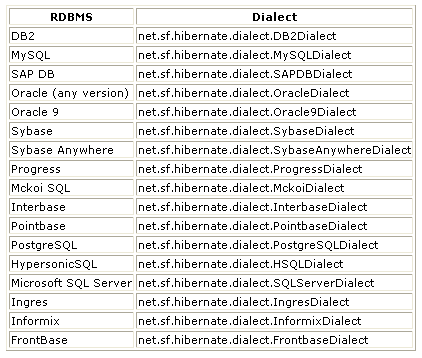 RDBMS Dialect
DB2 net.sf.hibernate.dialect.DB2Dialect
MySQL net.sf.hibernate.dialect.MySQLDialect
SAP DB net.sf.hibernate.dialect.SAPDBDialect
Oracle (any version) net.sf.hibernate.dialect.OracleDialect
Oracle 9 net.sf.hibernate.dialect.Oracle9Dialect
Sybase net.sf.hibernate.dialect.SybaseDialect
Sybase Anywhere net.sf.hibernate.dialect.SybaseAnywhereDialect
Progress net.sf.hibernate.dialect.ProgressDialect
Mckoi SQL net.sf.hibernate.dialect.MckoiDialect
Interbase net.sf.hibernate.dialect.InterbaseDialect
Pointbase net.sf.hibernate.dialect.PointbaseDialect
PostgreSQL net.sf.hibernate.dialect.PostgreSQLDialect
HypersonicSQL net.sf.hibernate.dialect.HSQLDialect
Microsoft SQL Server net.sf.hibernate.dialect.SQLServerDialect
Ingres net.sf.hibernate.dialect.IngresDialect
Informix net.sf.hibernate.dialect.InformixDialect
FrontBase net.sf.hibernate.dialect.FrontbaseDialect